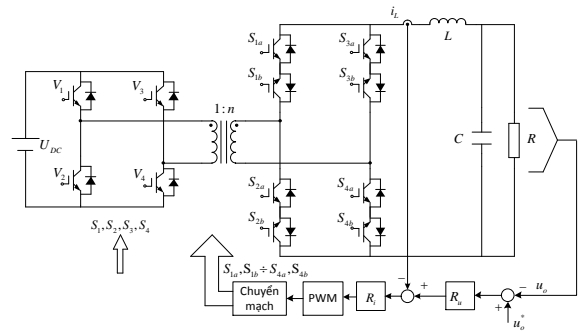 i_L
S_1a
S_3a
L
S_1b
S_3b
V_1
V_3
1:n
U_DC
C
R
V_2
V_4
S_2a
S_4a
S_2b
S_4b
S_1, S_2, S_3, S_4
S_1a, S_1b ÷ S_4a, S_4b
− + − u_o
Chuyển
mạch
PWM
R_i
R_u
+
u_o^*